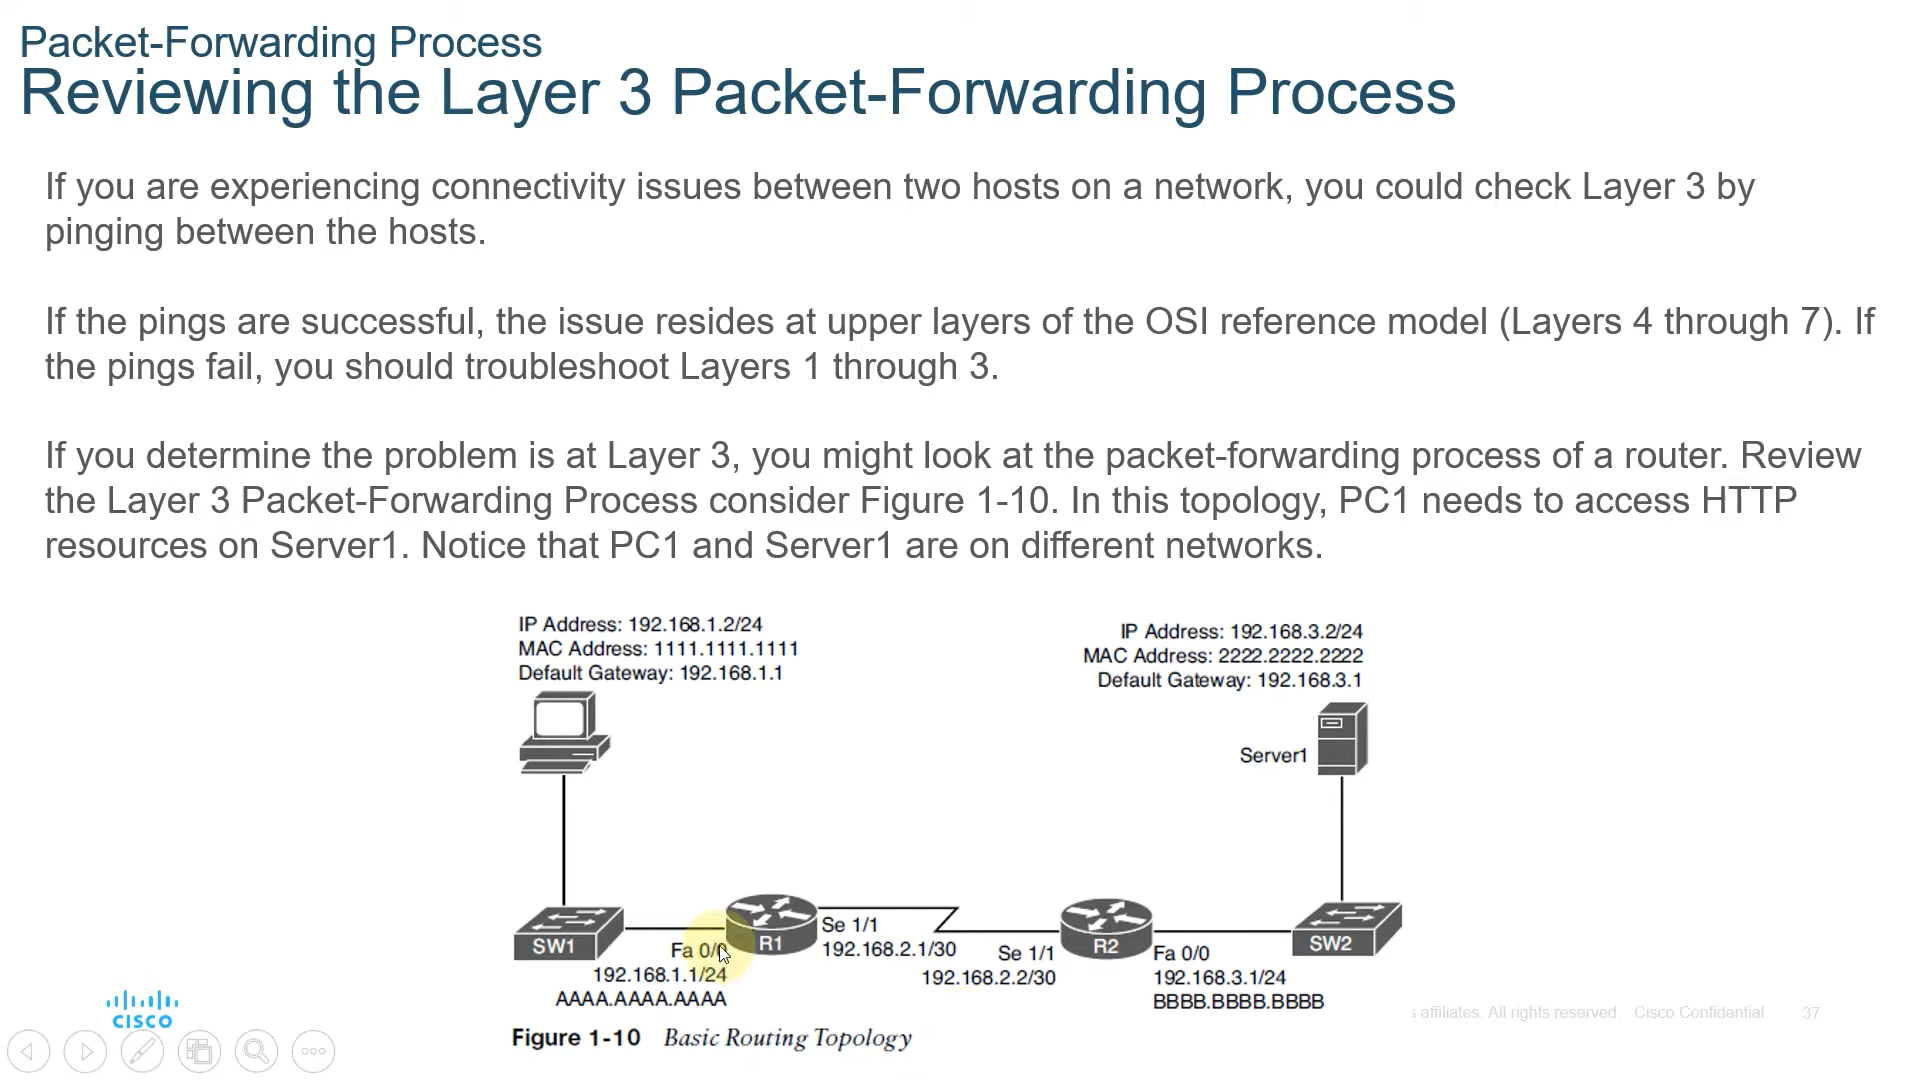 Packet-Forwarding Process
Reviewing the Layer 3 Packet-Forwarding Process
If you are experiencing connectivity issues between two hosts on a network, you could check Layer 3 by
pinging between the hosts.
If the pings are successful, the issue resides at upper layers of the OSI reference model (Layers 4 through 7). If
the pings fail, you should troubleshoot Layers 1 through 3.
If you determine the problem is at Layer 3, you might look at the packet-forwarding process of a router. Review
the Layer 3 Packet-Forwarding Process consider Figure 1-10. In this topology, PC1 needs to access HTTP
resources on Server1. Notice that PC1 and Server1 are on different networks.
IP Address: 192.168.1.2/24
MAC Address: 1111.1111.1111
Default Gateway: 192.168.1.1
IP Address: 192.168.3.2/24
MAC Address: 2222.2222.2222
Default Gateway: 192.168.3.1
Server1
SW1
Fa 0/0
192.168.1.1/24
AAAA.AAAA.AAAA
R1
Se 1/1
192.168.2.1/30
Se 1/1
192.168.2.2/30
R2
Fa 0/0
192.168.3.1/24
BBBB.BBBB.BBBB
SW2
Figure 1-10 Basic Routing Topology
CISCO
affiliates. All rights reserved. Cisco Confidential
37